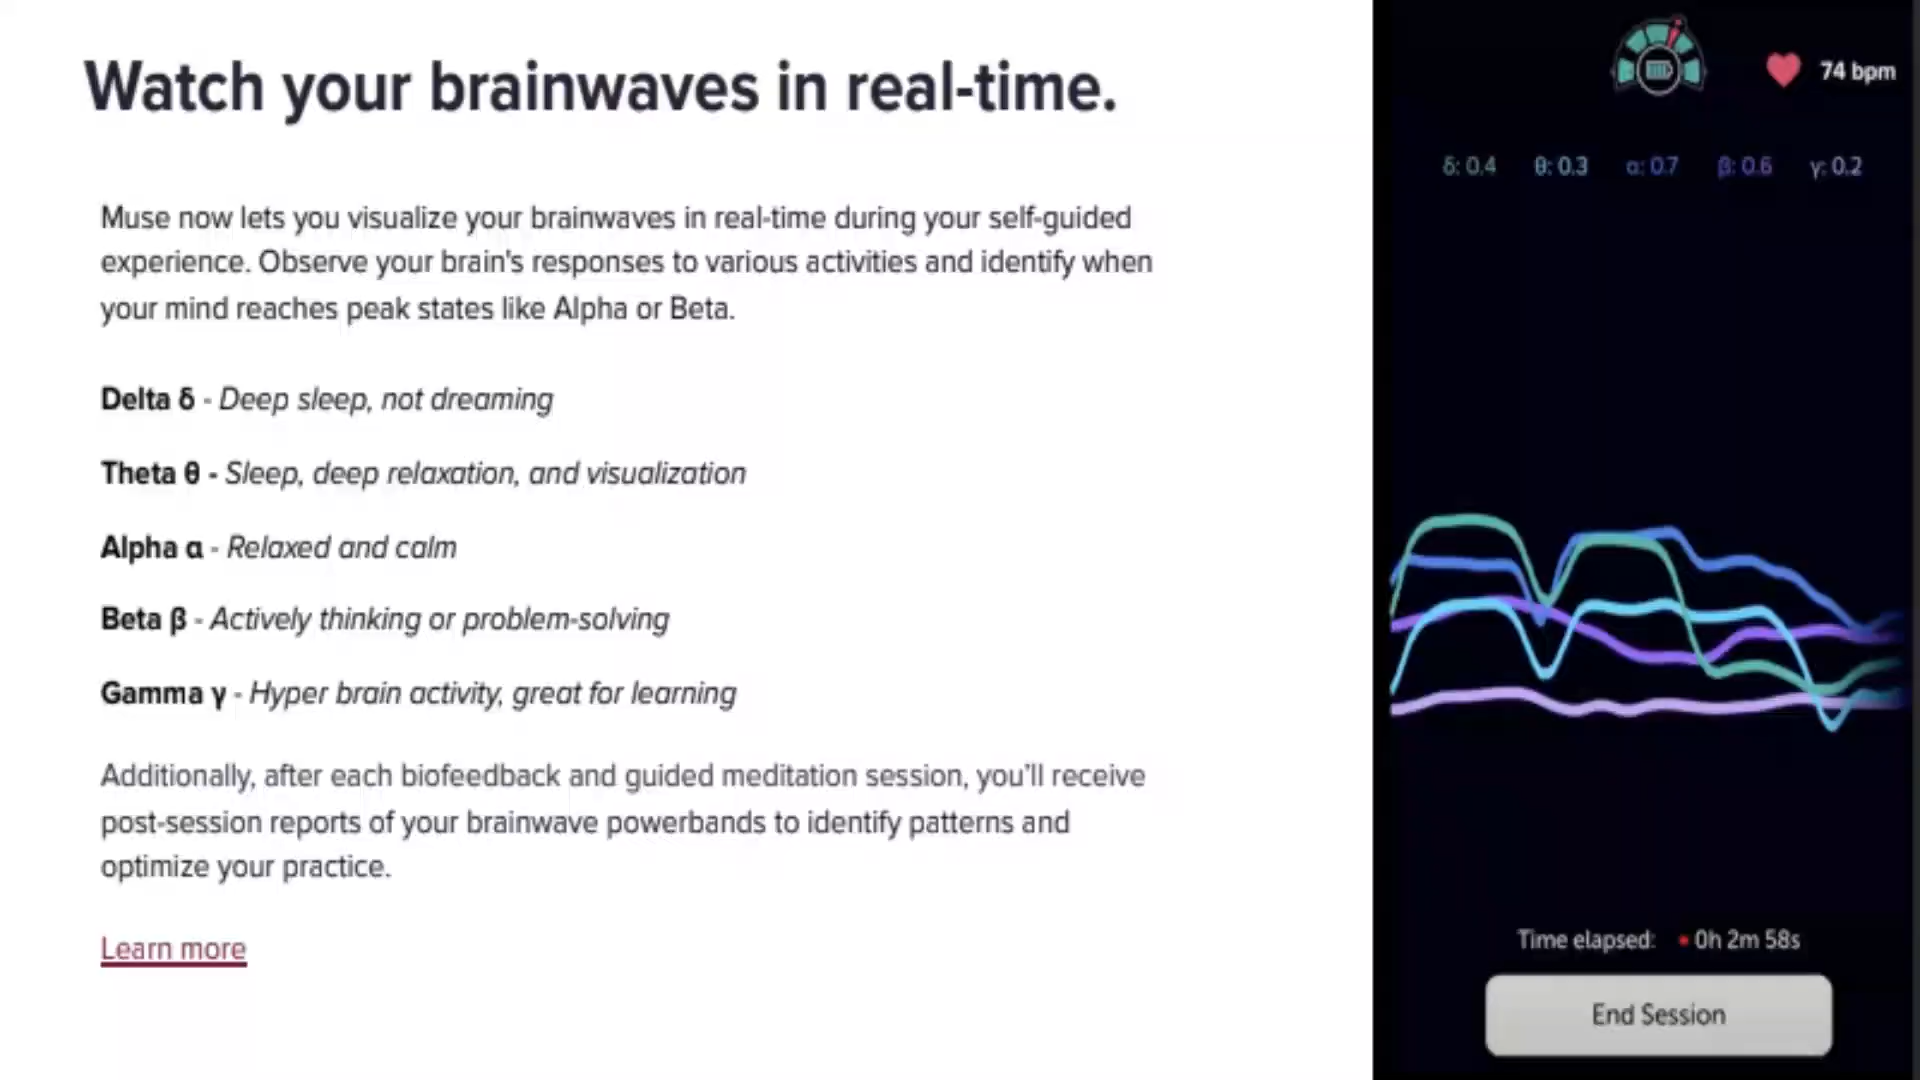 Watch your brainwaves in real-time.
Muse now lets you visualize your brainwaves in real-time during your self-guided
experience. Observe your brain's responses to various activities and identify when
your mind reaches peak states like Alpha or Beta.
Delta δ - Deep sleep, not dreaming
Theta θ - Sleep, deep relaxation, and visualization
Alpha α - Relaxed and calm
Beta β - Actively thinking or problem-solving
Gamma γ - Hyper brain activity, great for learning
Additionally, after each biofeedback and guided meditation session, you’ll receive
post-session reports of your brainwave powerbands to identify patterns and
optimize your practice.
Learn more
74 bpm
δ: 0.4 θ: 0.3 α: 0.7 β: 0.6 γ: 0.2
Time elapsed: 0h 2m 58s
End Session